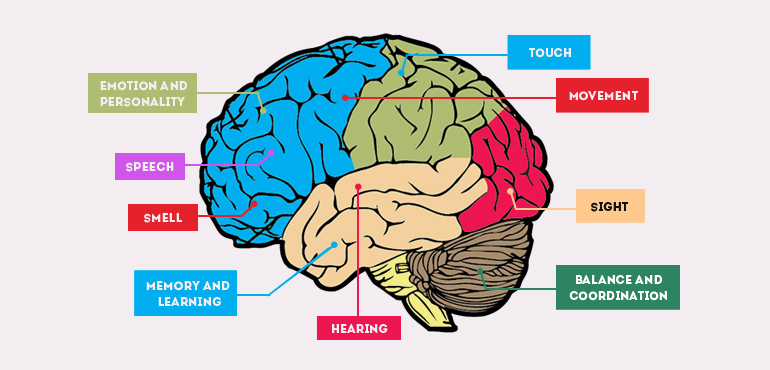 TOUCH
EMOTION AND
PERSONALITY
MOVEMENT
SPEECH
SMELL
SIGHT
MEMORY AND
LEARNING
BALANCE AND
COORDINATION
HEARING